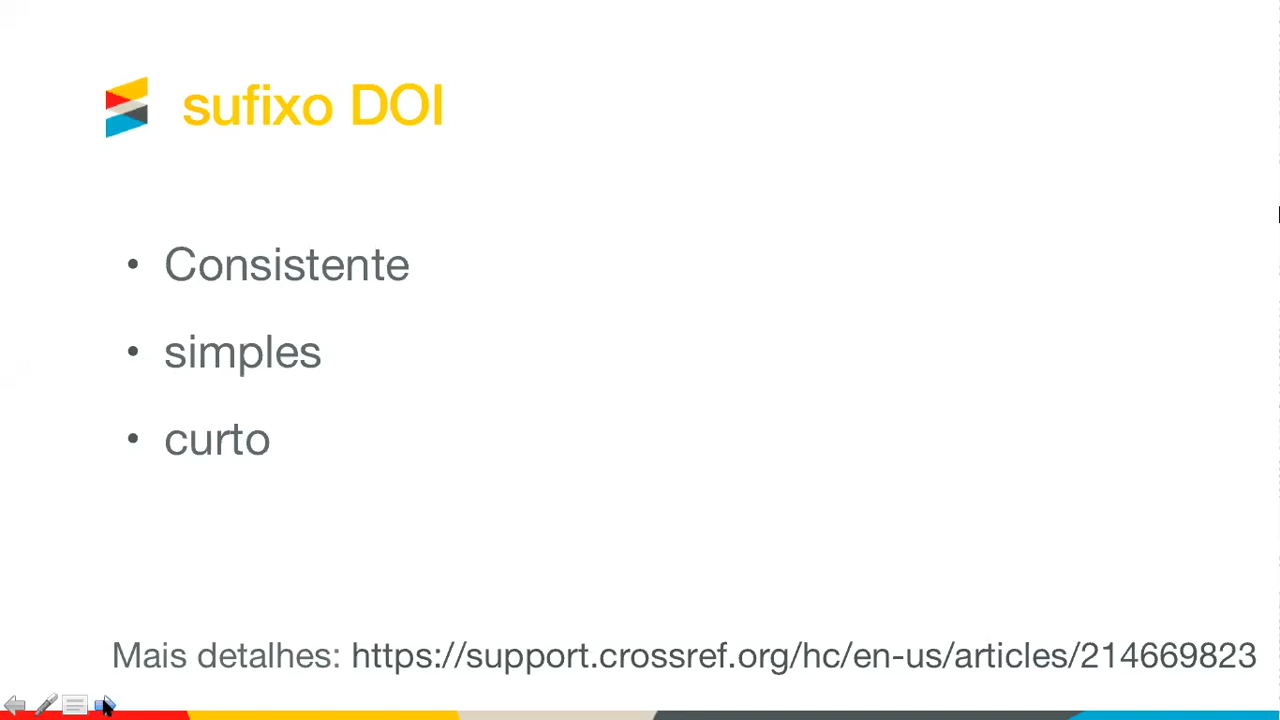 sufixo DOI
• Consistente
• simples
• curto
Mais detalhes: https://support.crossref.org/hc/en-us/articles/214669823